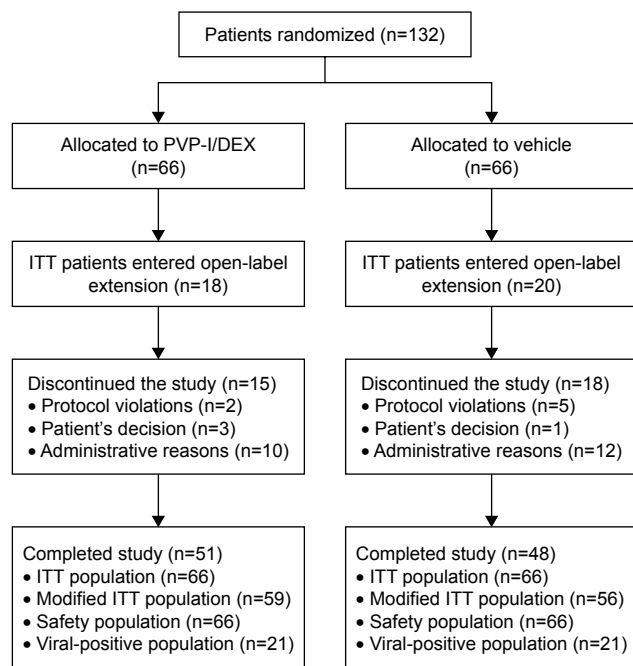 Patients randomized (n=132)
Allocated to PVP-I/DEX
(n=66)
Allocated to vehicle
(n=66)
ITT patients entered open-label
extension (n=18)
ITT patients entered open-label
extension (n=20)
Discontinued the study (n=15)
• Protocol violations (n=2)
• Patient's decision (n=3)
• Administrative reasons (n=10)
Discontinued the study (n=18)
• Protocol violations (n=5)
• Patient's decision (n=1)
• Administrative reasons (n=12)
Completed study (n=51)
• ITT population (n=66)
• Modified ITT population (n=59)
• Safety population (n=66)
• Viral-positive population (n=21)
Completed study (n=48)
• ITT population (n=66)
• Modified ITT population (n=56)
• Safety population (n=66)
• Viral-positive population (n=21)